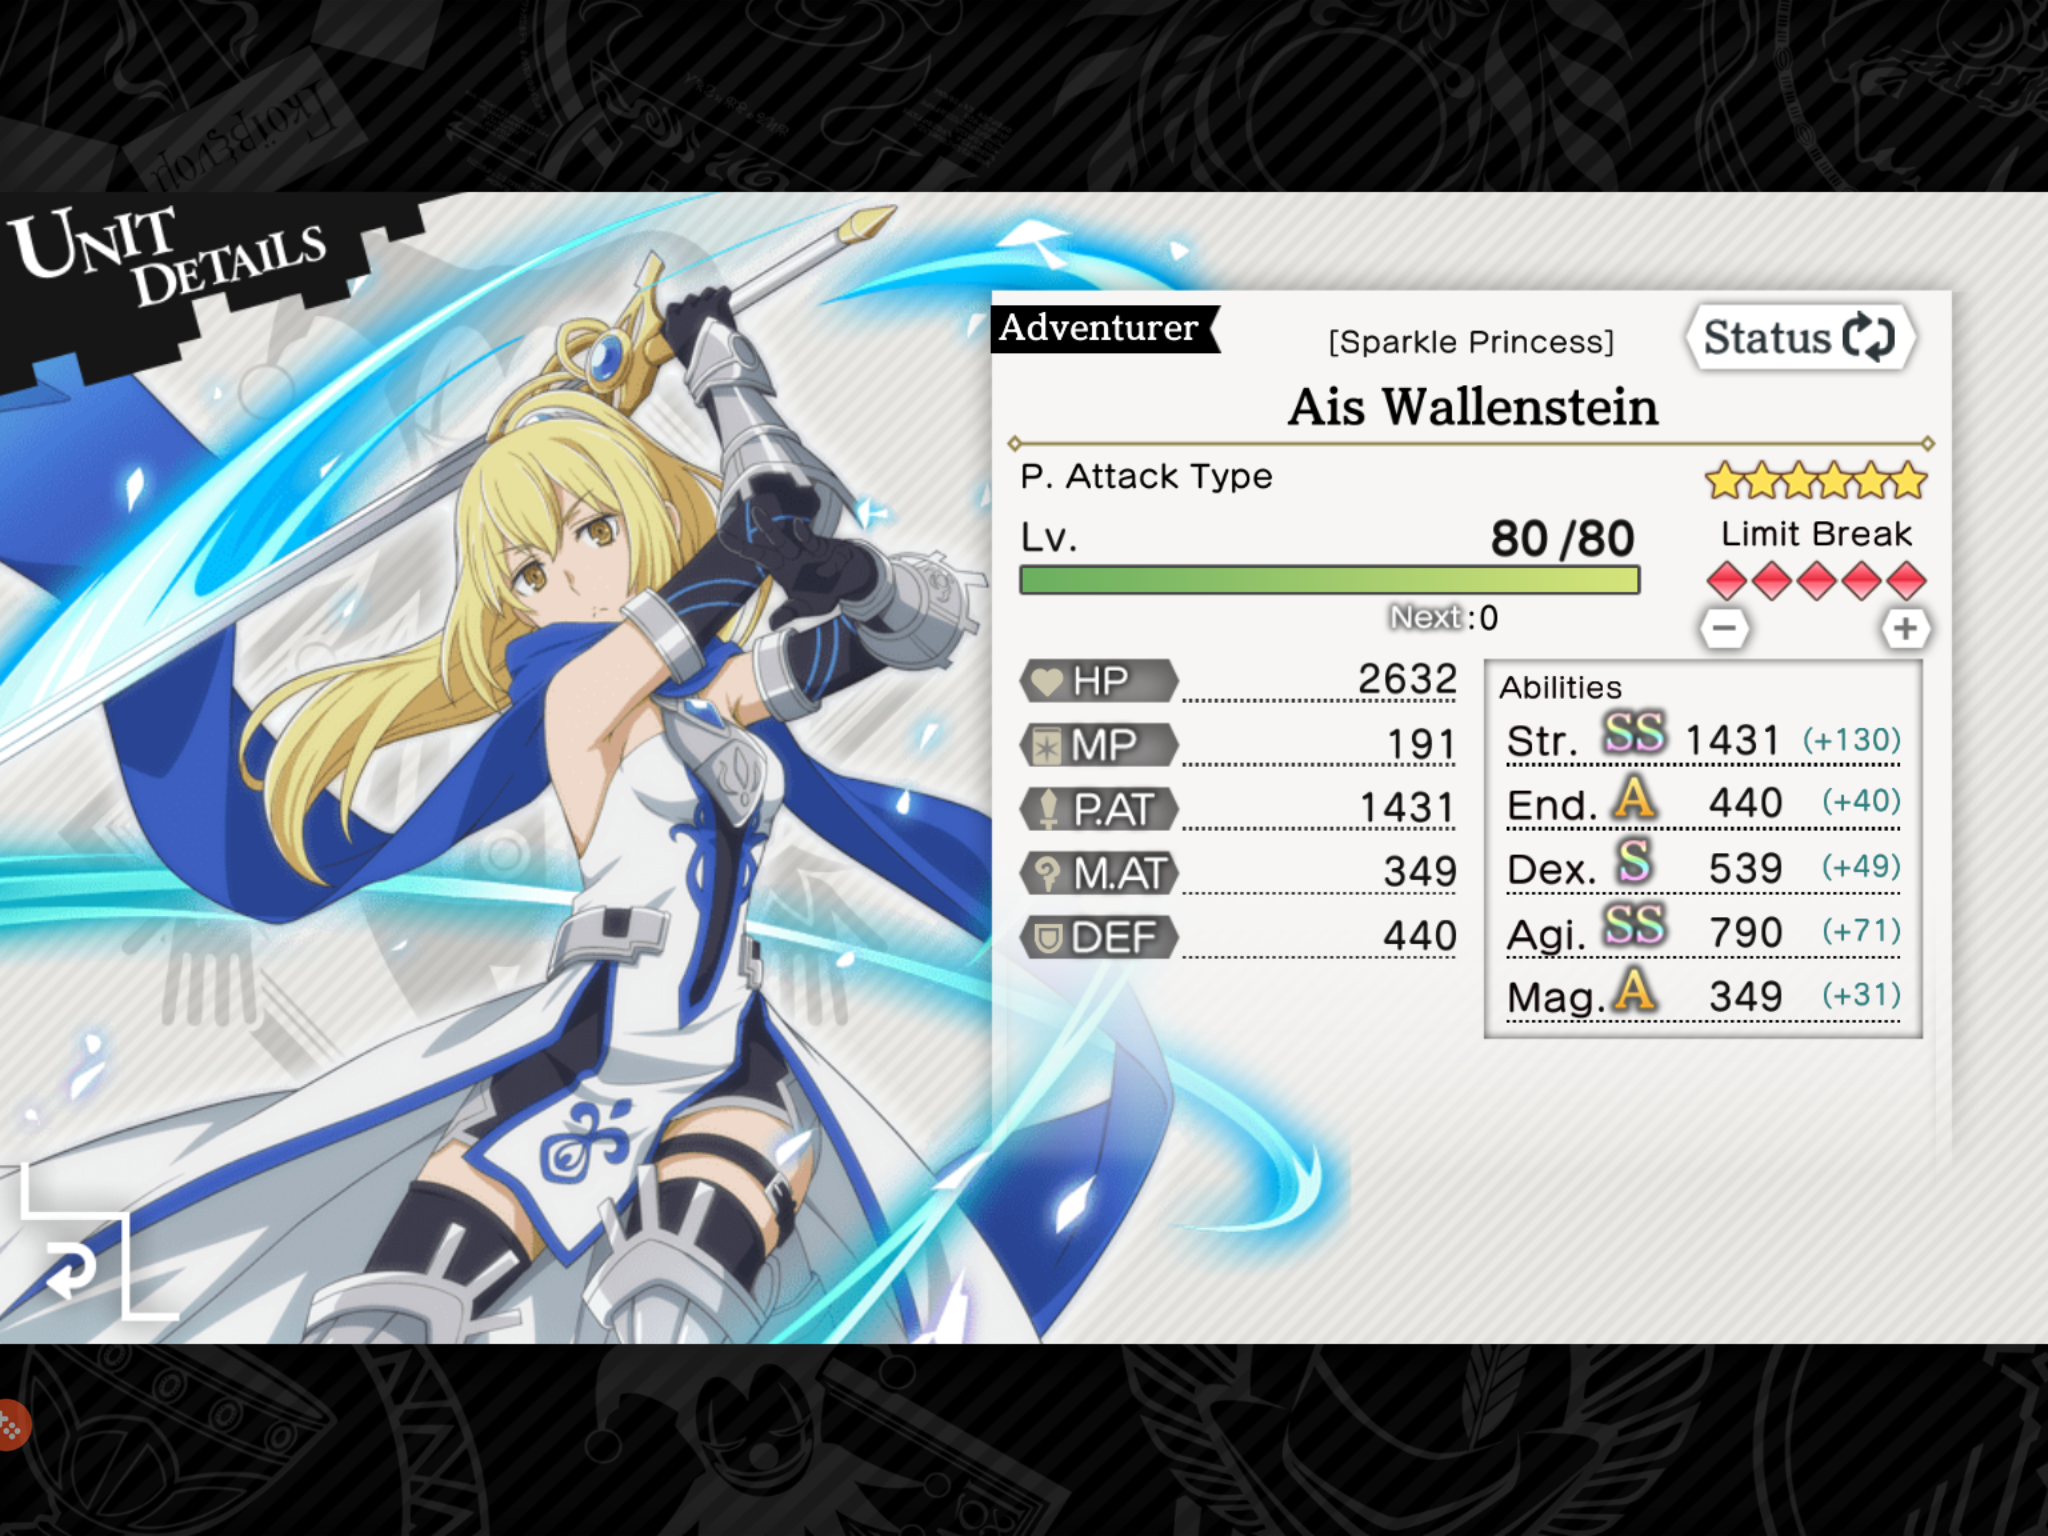 UNIT
DETAILS
Adventurer
[Sparkle Princess]
Status
Ais Wallenstein
P. Attack Type
Lv. 80 /80
Limit Break
Next:0
HP 2632
MP 191
P.AT 1431
M.AT 349
DEF 440
Abilities
Str. SS 1431 (+130)
End. A 440 (+40)
Dex. S 539 (+49)
Agi. SS 790 (+71)
Mag. A 349 (+31)